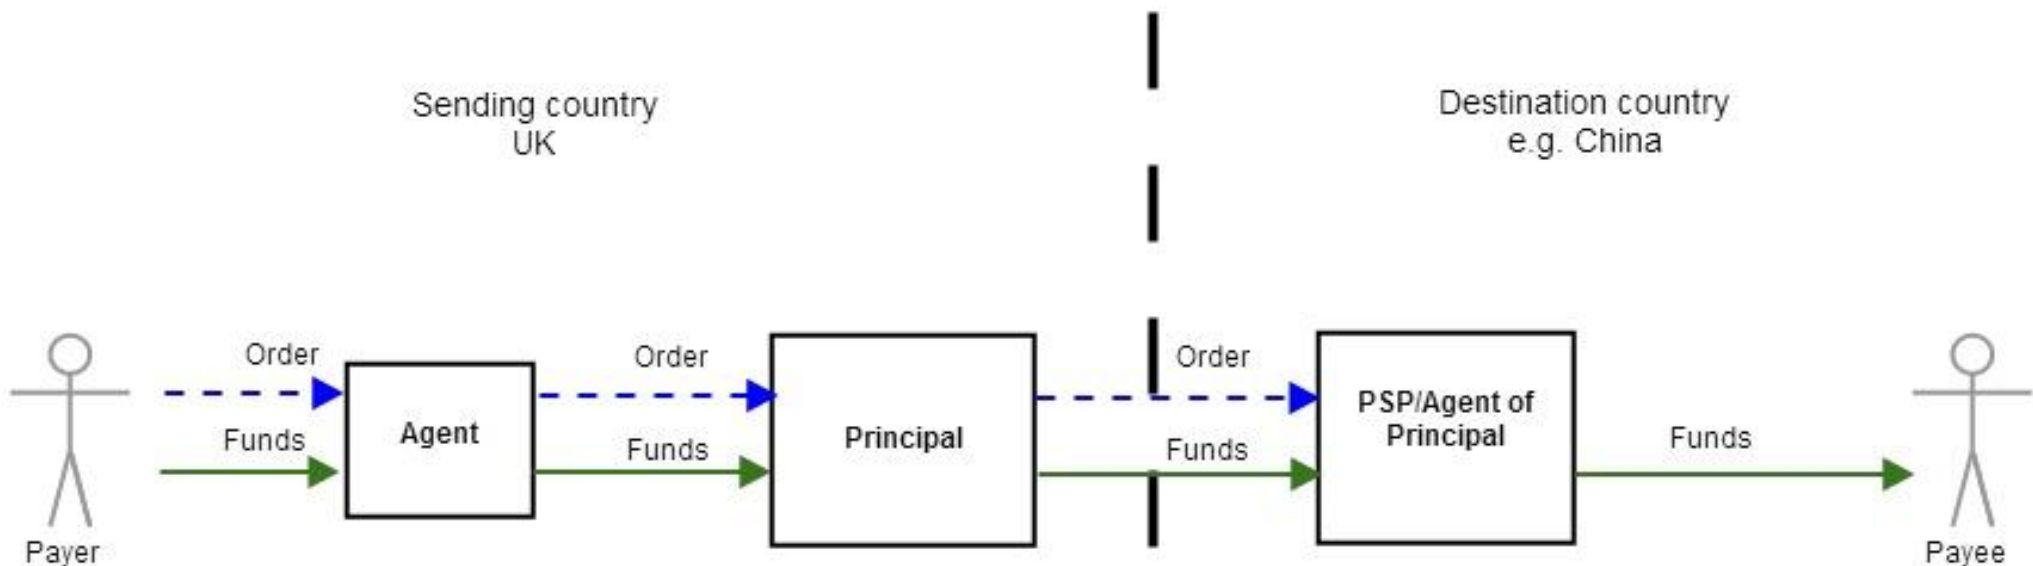 Sending country
UK
Destination country
e.g. China
Order
Order
Order
Funds
Agent
Funds
Principal
Funds
PSP/Agent of
Principal
Funds
Payer
Payee